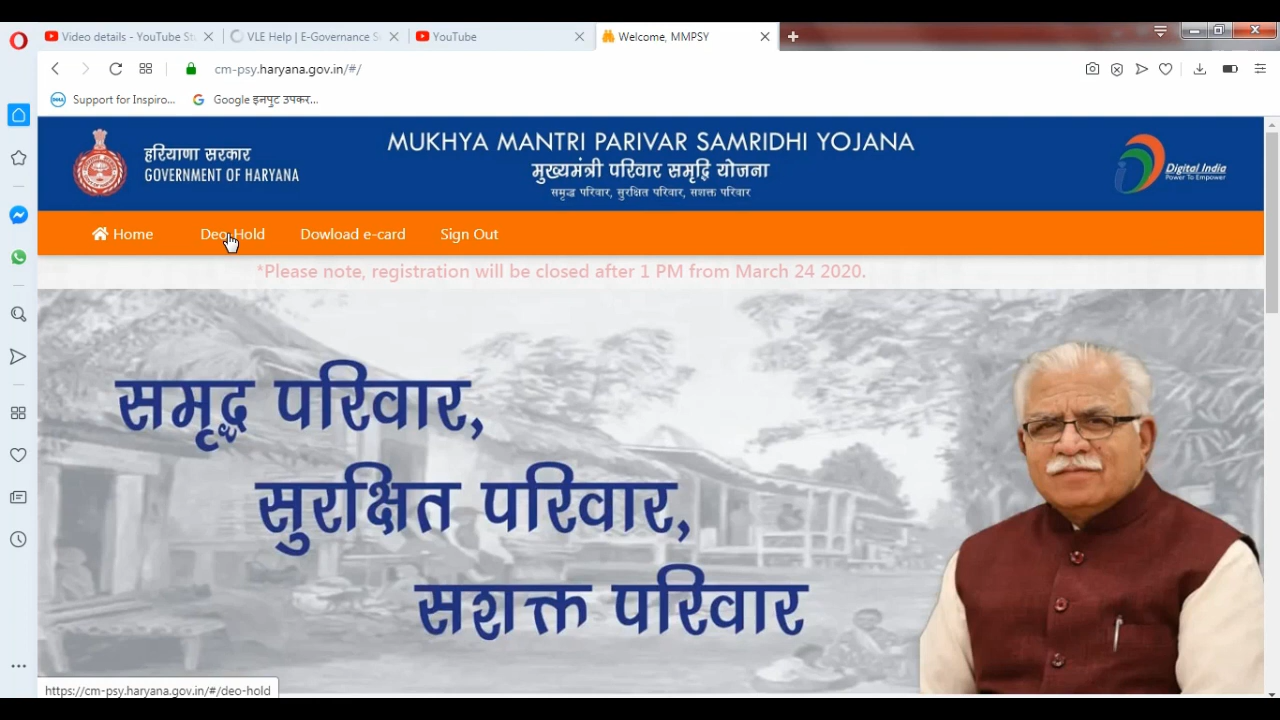 Video details - YouTube St
VLE Help | E-Governance S
YouTube
Welcome, MMPSY
cm-psy.haryana.gov.in/#/
Support for Inspiro...
Google इनपुट उपकर...
हरियाणा सरकार
GOVERNMENT OF HARYANA
MUKHYA MANTRI PARIVAR SAMRIDHI YOJANA
मुख्यमंत्री परिवार समृद्धि योजना
समृद्ध परिवार, सुरक्षित परिवार, सशक्त परिवार
Digital India
Power To Empower
Home
Deo Hold
Dowload e-card
Sign Out
*Please note, registration will be closed after 1 PM from March 24 2020.
समृद्ध परिवार,
सुरक्षित परिवार,
सशक्त परिवार
https://cm-psy.haryana.gov.in/#/deo-hold